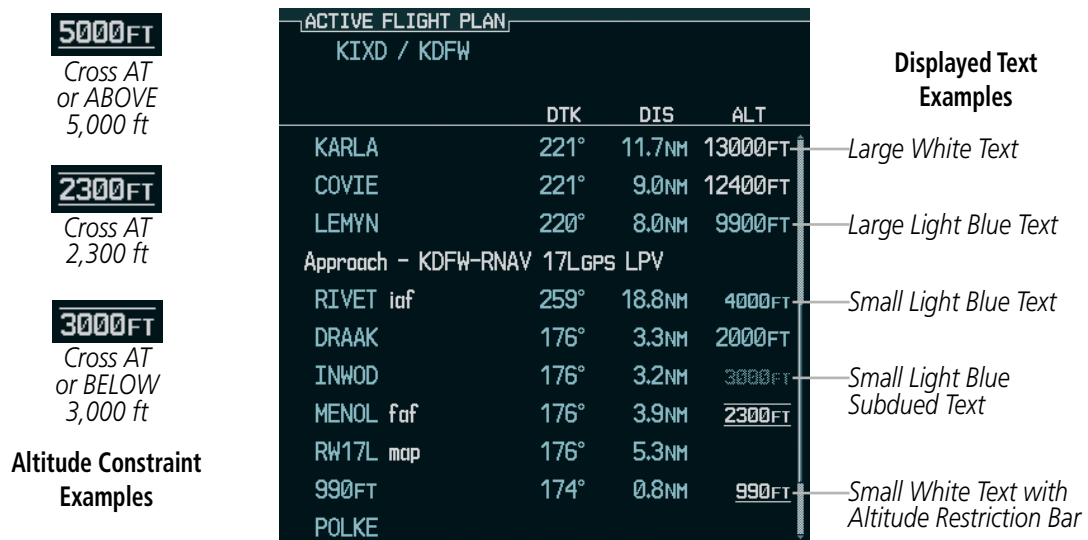 5000FT
Cross AT
or ABOVE
5,000 ft
2300FT
Cross AT
2,300 ft
3000FT
Cross AT
or BELOW
3,000 ft
Altitude Constraint
Examples
ACTIVE FLIGHT PLAN
KIXD / KDFW
DTK DIS ALT
KARLA 221° 11.7NM 13000FT
COVIE 221° 9.0NM 12400FT
LEMYN 220° 8.0NM 9900FT
Approach – KDFW-RNAV 17LGPS LPV
RIVET iaf 259° 18.8NM 4000FT
DRAAK 176° 3.3NM 2000FT
INWOD 176° 3.2NM 3000FT
MENOL faf 176° 3.9NM 2300FT
RW17L map 176° 5.3NM
990FT 174° 0.8NM 990FT
POLKE
Displayed Text
Examples
Large White Text
Large Light Blue Text
Small Light Blue Text
Small Light Blue
Subdued Text
Small White Text with
Altitude Restriction Bar